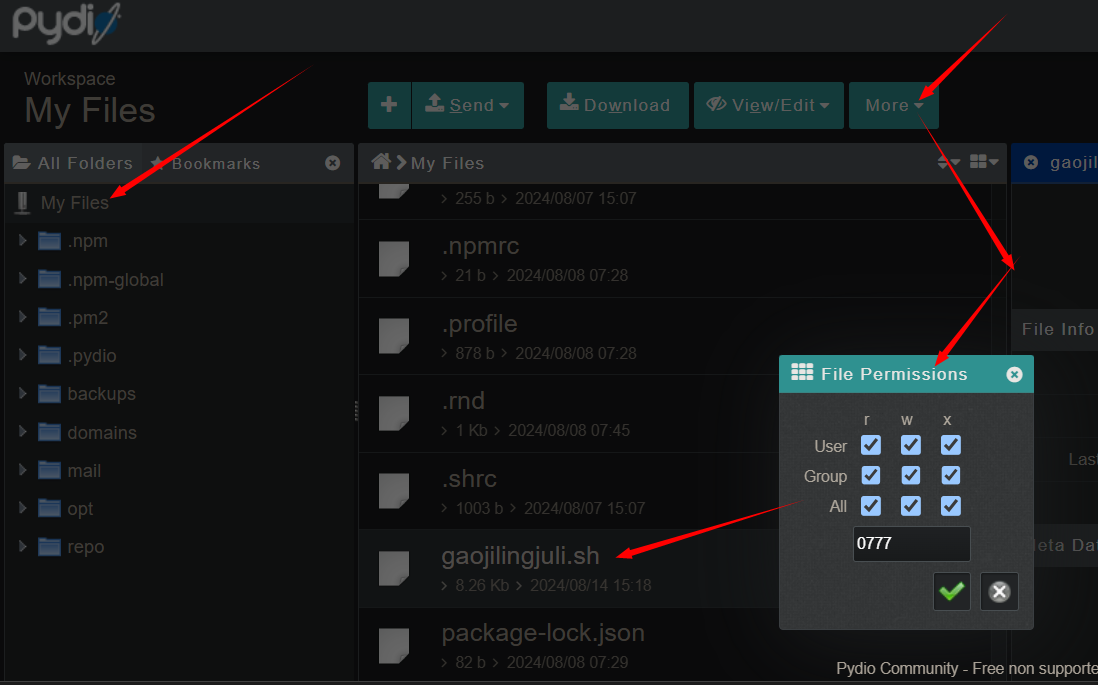 pydio
Workspace
My Files
+ Send
Download
View/Edit
More
All Folders
Bookmarks
My Files
gaojil
My Files
.npm
.npm-global
.pm2
.pydio
backups
domains
mail
opt
repo
255 b > 2024/08/07 15:07
.npmrc
> 21 b > 2024/08/08 07:28
.profile
> 878 b > 2024/08/08 07:28
.rnd
> 1 Kb > 2024/08/08 07:45
.shrc
> 1003 b > 2024/08/07 15:07
gaojilingjuli.sh
> 8.26 Kb > 2024/08/14 15:18
package-lock.json
> 82 b > 2024/08/08 07:29
File Info
Last
eta Dat
File Permissions
r w x
User
Group
All
0777
Pydio Community - Free non supporte